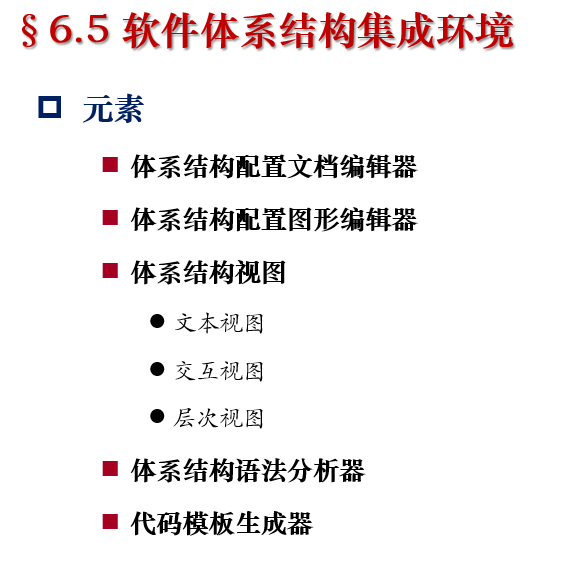 § 6.5 软件体系结构集成环境
元素
体系结构配置文档编辑器
体系结构配置图形编辑器
体系结构视图
文本视图
交互视图
层次视图
体系结构语法分析器
代码模板生成器